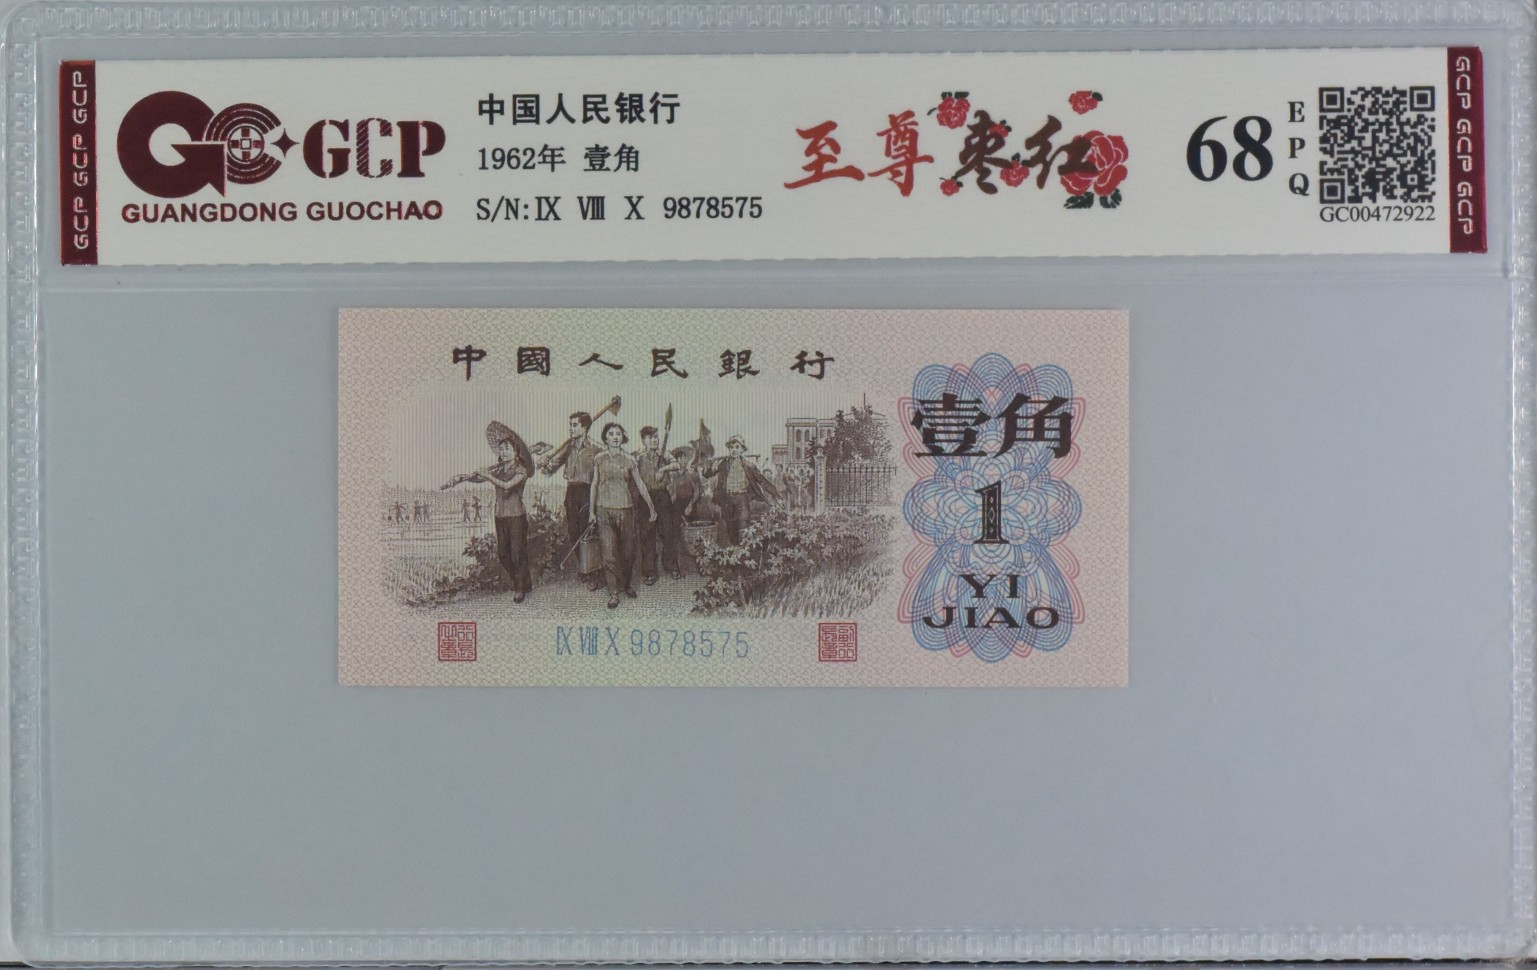 GCP GCP GCP
GCP
GUANGDONG GUOCHAO
中国人民银行
1962年 壹角
S/N:Ⅸ Ⅷ Ⅹ 9878575
至尊枣红
68
E
P
Q
GC00472922
GCP GCP GCP
中國人民銀行
壹角
1
YI
JIAO
Ⅸ Ⅷ Ⅹ 9878575